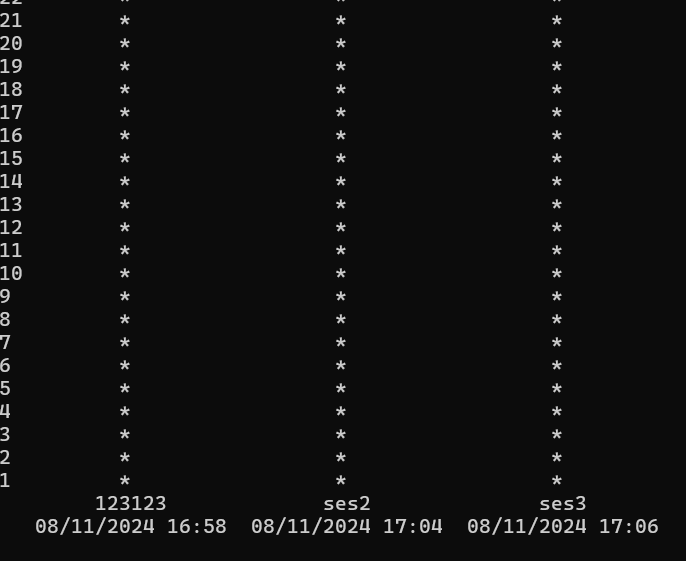 22 * * *
21 * * *
20 * * *
19 * * *
18 * * *
17 * * *
16 * * *
15 * * *
14 * * *
13 * * *
12 * * *
11 * * *
10 * * *
9 * * *
8 * * *
7 * * *
6 * * *
5 * * *
4 * * *
3 * * *
2 * * *
1 * * *
123123 ses2 ses3
08/11/2024 16:58 08/11/2024 17:04 08/11/2024 17:06